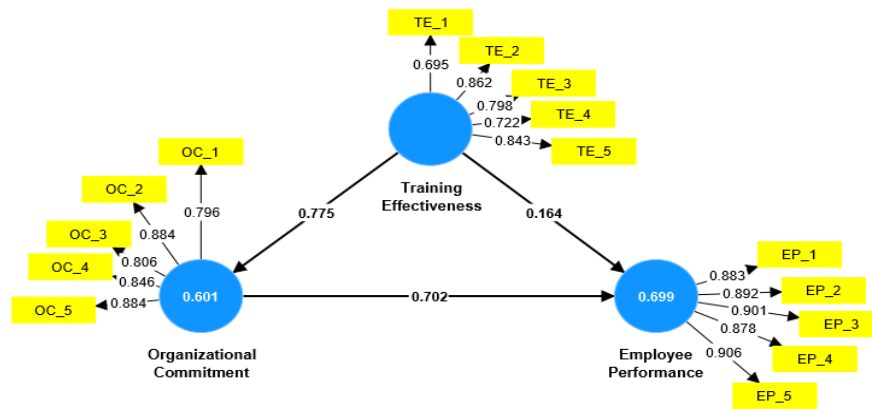 TE_1
TE_2
0.695
0.862
TE_3
0.798
TE_4
0.722
0.843
TE_5
OC_1
Training
Effectiveness
OC_2
0.796
0.775
0.164
0.884
OC_3
0.806
OC_4
0.846
OC_5
0.884
0.601
0.702
0.699
EP_1
0.883
0.892
EP_2
0.901
EP_3
0.878
EP_4
0.906
EP_5
Organizational
Commitment
Employee
Performance